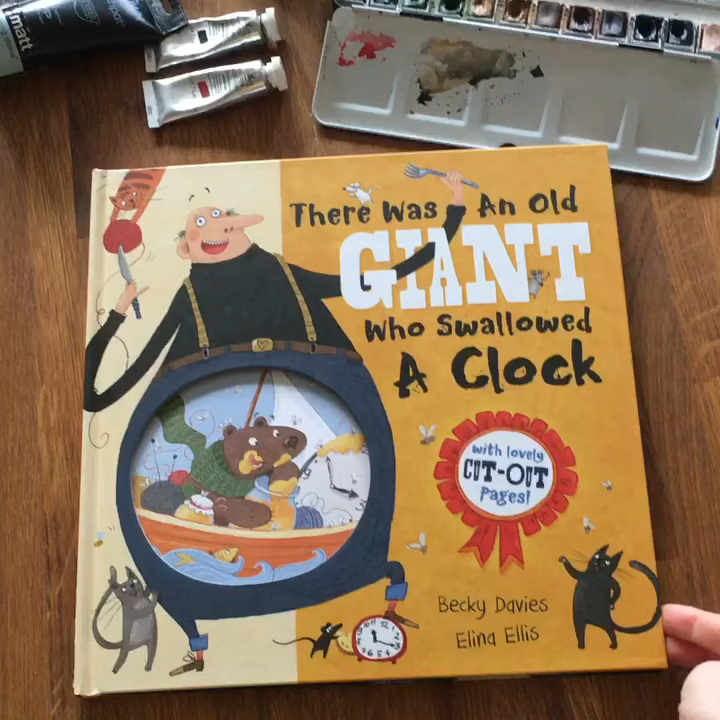 matt
There Was An Old
GIANT
Who Swallowed
A Clock
with lovely
CUT-OUT
pages!
Becky Davies
Elina Ellis